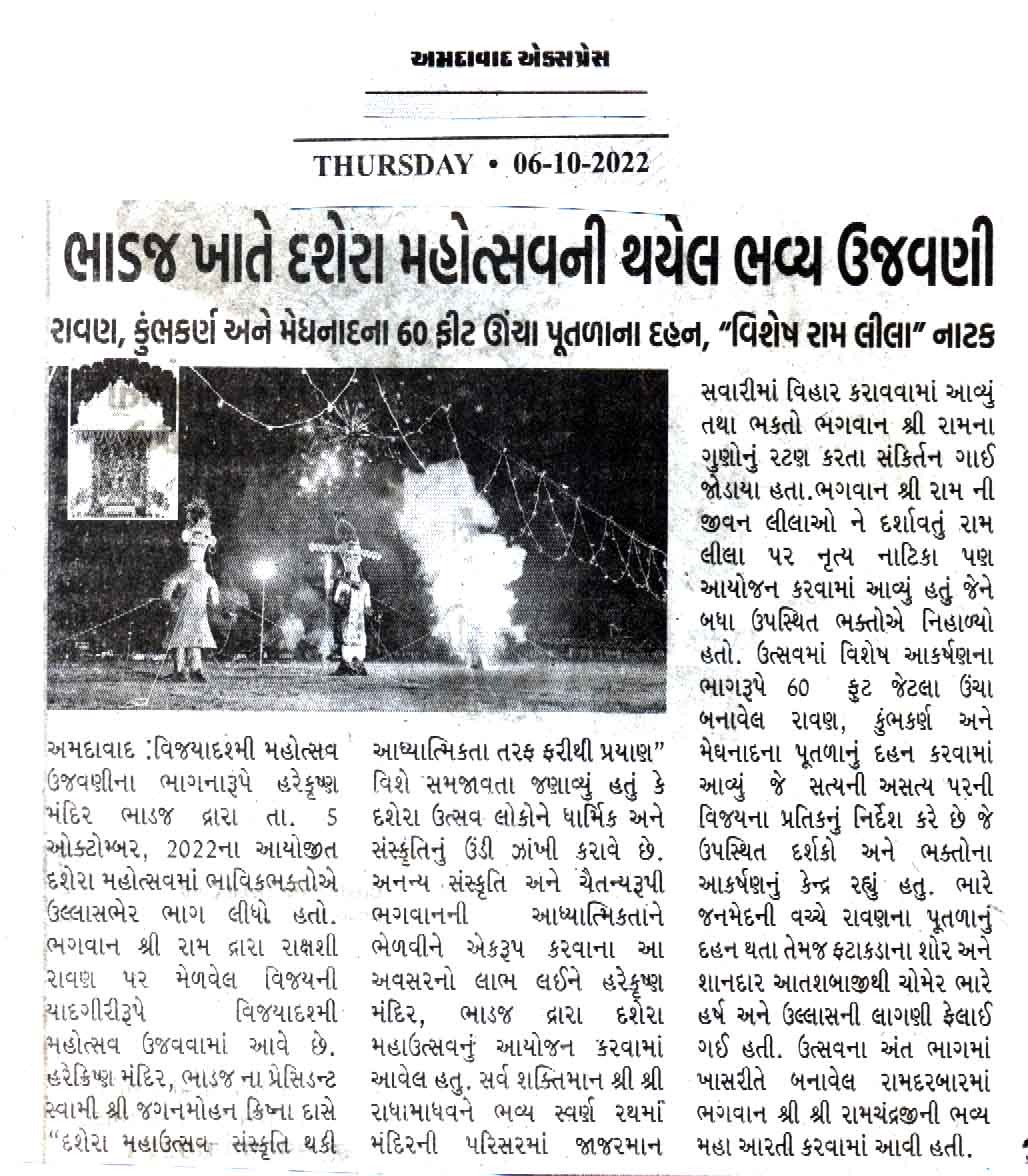 અમદાવાદ એક્સપ્રેસ
THURSDAY • 06-10-2022
ભાડજ ખાતે દશેરા મહોત્સવની થયેલ ભવ્ય ઉજવણી
રાવણ, કુંભકર્ણ અને મેઘનાદના 60 ફીટ ઊંચા પૂતળાના દહન, “વિશેષ રામ લીલા” નાટક
અમદાવાદ :વિજયાદશ્મી મહોત્સવ
ઉજવણીના ભાગનારૂપે હરેકૃષ્ણ
મંદિર ભાડજ દ્વારા તા. 5
ઓક્ટોમ્બર, 2022ના આયોજીત
દશેરા મહોત્સવમાં ભાવિકભક્તોએ
ઉલ્લાસભેર ભાગ લીધો હતો.
ભગવાન શ્રી રામ દ્વારા રાક્ષશી
રાવણ પર મેળવેલ વિજયની
યાદગીરીરૂપે વિજયાદશ્મી
મહોત્સવ ઉજવવામાં આવે છે.
હરેક્રિષ્ણ મંદિર, ભાડજ ના પ્રેસિડન્ટ
સ્વામી શ્રી જગનમોહન ક્રિષ્ના દાસે
“દશેરા મહાઉત્સવ સંસ્કૃતિ થકી
આધ્યાત્મિકતા તરફ ફરીથી પ્રયાણ”
વિશે સમજાવતા જણાવ્યું હતું કે
દશેરા ઉત્સવ લોકોને ધાર્મિક અને
સંસ્કૃતિનું ઉંડી ઝાંખી કરાવે છે.
અનન્ય સંસ્કૃતિ અને ચૈતન્યરૂપી
ભગવાનની આધ્યાત્મિકતાને
ભેળવીને એકરૂપ કરવાના આ
અવસરનો લાભ લઈને હરેકૃષ્ણ
મંદિર, ભાડજ દ્વારા દશેરા
મહાઉત્સવનું આયોજન કરવામાં
આવેલ હતુ. સર્વ શક્તિમાન શ્રી શ્રી
રાધામાધવને ભવ્ય સ્વર્ણ રથમાં
મંદિરની પરિસરમાં જાજરમાન
સવારીમાં વિહાર કરાવવામાં આવ્યું
તથા ભક્તો ભગવાન શ્રી રામના
ગુણોનું રટણ કરતા સંકિર્તન ગાઈ
જોડાયા હતા.ભગવાન શ્રી રામ ની
જીવન લીલાઓ ને દર્શાવતું રામ
લીલા પર નૃત્ય નાટિકા પણ
આયોજન કરવામાં આવ્યું હતું જેને
બધા ઉપસ્થિત ભક્તોએ નિહાળ્યો
હતો. ઉત્સવમાં વિશેષ આકર્ષણના
ભાગરૂપે 60 ફુટ જેટલા ઉંચા
બનાવેલ રાવણ, કુંભકર્ણ અને
મેઘનાદના પૂતળાનું દહન કરવામાં
આવ્યું જે સત્યની અસત્ય પરની
વિજયના પ્રતિકનું નિર્દેશ કરે છે જે
ઉપસ્થિત દર્શકો અને ભક્તોના
આકર્ષણનું કેન્દ્ર રહ્યું હતુ. ભારે
જનમેદની વચ્ચે રાવણના પૂતળાનું
દહન થતા તેમજ ફટાકડાના શોર અને
શાનદાર આતશબાજીથી ચોમેર ભારે
હર્ષ અને ઉલ્લાસની લાગણી ફેલાઈ
ગઈ હતી. ઉત્સવના અંત ભાગમાં
ખાસરીતે બનાવેલ રામદરબારમાં
ભગવાન શ્રી શ્રી રામચંદ્રજીની ભવ્ય
મહા આરતી કરવામાં આવી હતી.